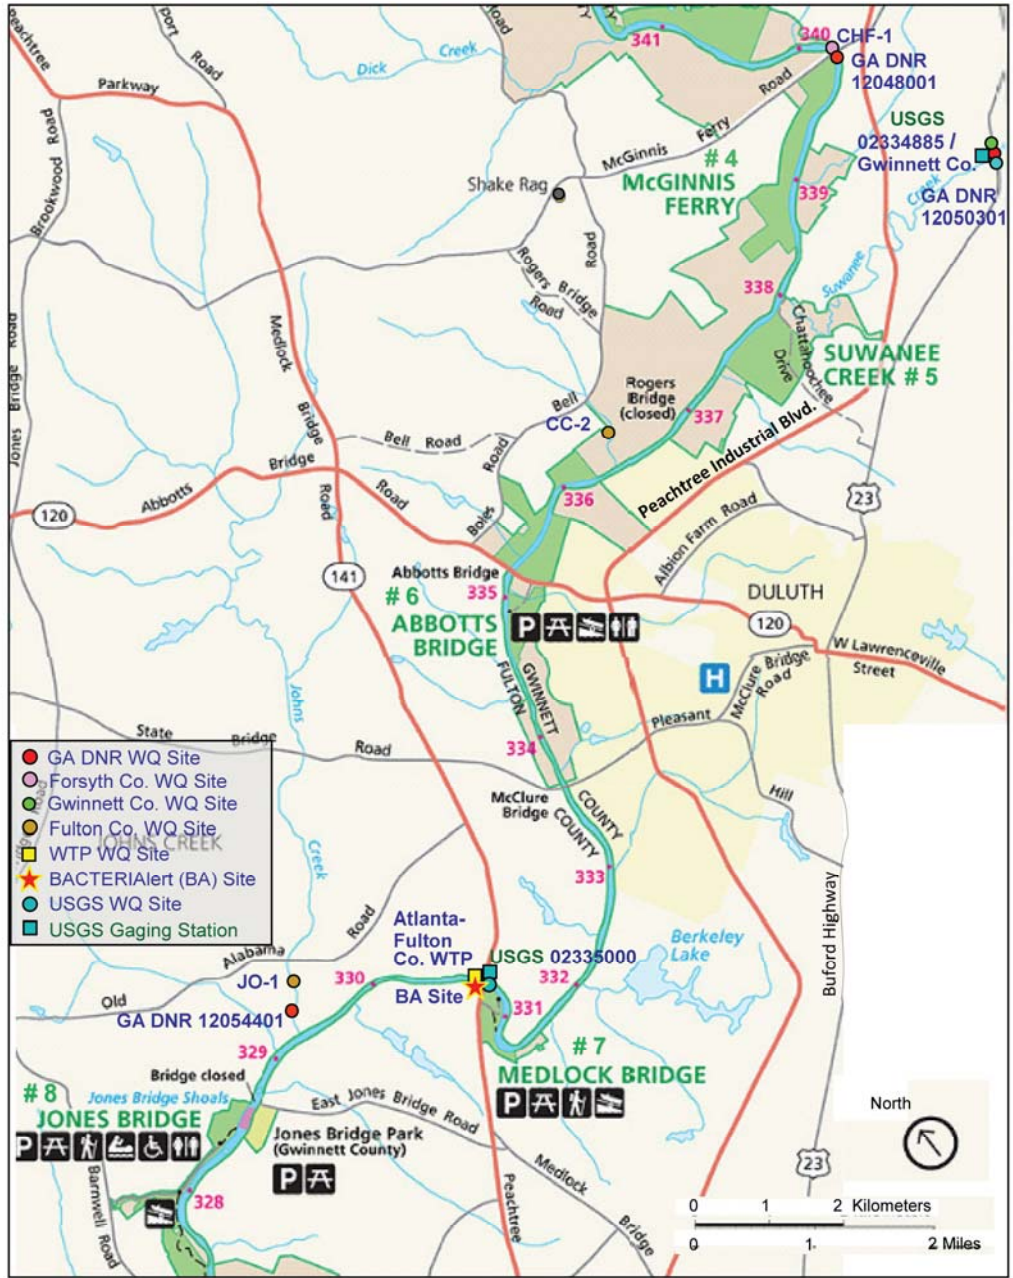 Peachtree
Port
Road
Road
COUNTY
341
340
CHF-1
Creek
Dick
GA DNR
12048001
Parkway
Road
USGS
02334885 /
Gwinnett Co.
McGinnis Ferry
# 4
McGINNIS
FERRY
Brookwood Road
Shake Rag
339
Creek
GA DNR
12050301
Road
Rogers Bridge
Road
338
Suwanee
Chattahoochee
Drive
SUWANEE
CREEK # 5
Medlock
Bridge
Road
Jones Bridge Road
Rogers
Bridge
(closed)
Bell
337
CC-2
Bell Road
Road
Peachtree Industrial Blvd.
Abbotts
Bridge
Road
336
23
120
Boles
Albion Farm Road
141
Abbotts Bridge
335
# 6
ABBOTTS
BRIDGE
P
DULUTH
120
W Lawrenceville
Street
McClure Bridge
Road
H
FULTON
GWINNETT
Johns
Pleasant
State
Bridge
Road
334
GA DNR WQ Site
Forsyth Co. WQ Site
Gwinnett Co. WQ Site
Fulton Co. WQ Site
WTP WQ Site
BACTERIAlert (BA) Site
USGS WQ Site
USGS Gaging Station
JOHNS CREEK
Road
McClure
Bridge
COUNTY
COUNTY
Hill
333
Creek
Buford Highway
Atlanta-
Fulton
Co. WTP
USGS 02335000
Berkeley
Lake
Alabama
Road
Old
JO-1
330
BA Site
332
331
GA DNR 12054401
329
# 7
MEDLOCK BRIDGE
P
Bridge closed
Jones Bridge Shoals
# 8
JONES BRIDGE
P
East Jones Bridge Road
Jones Bridge Park
(Gwinnett County)
P
North
Medlock
Bridge
Peachtree
23
Barnwell Road
328
0 1 2 Kilometers
0 1 2 Miles